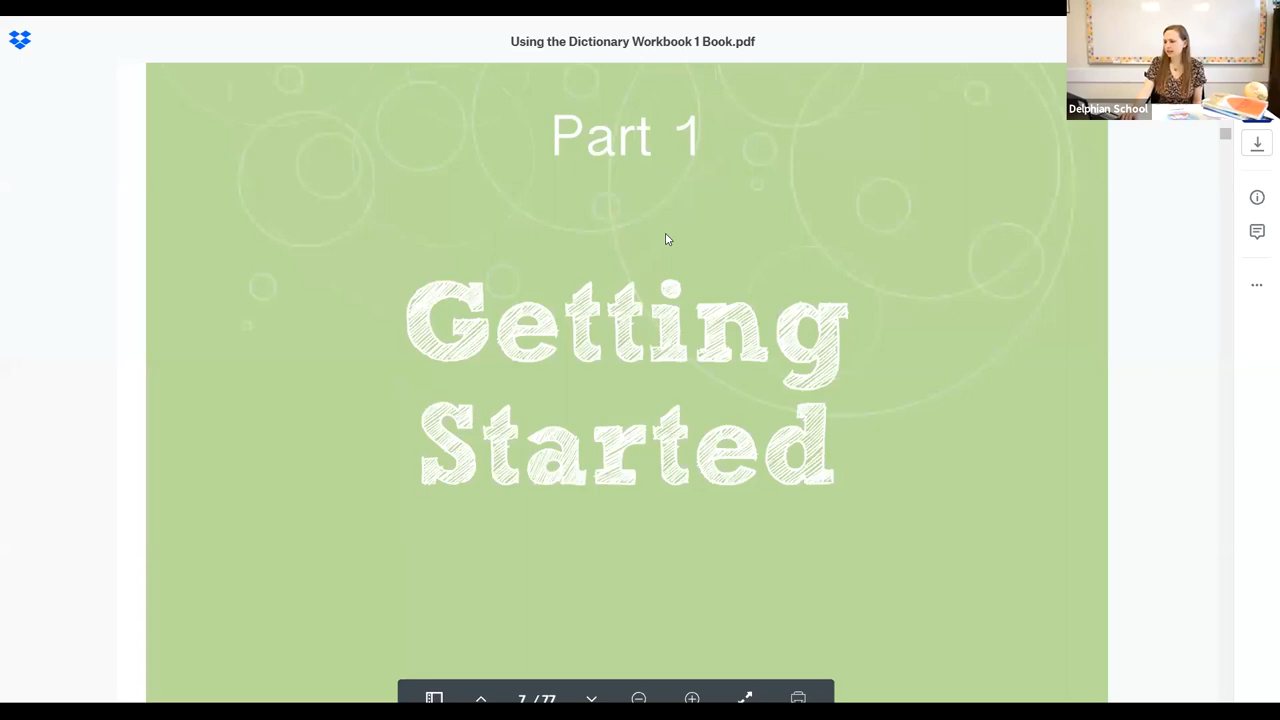 Using the Dictionary Workbook 1 Book.pdf
Delphian School
Part 1
Getting
Started
7 / 77